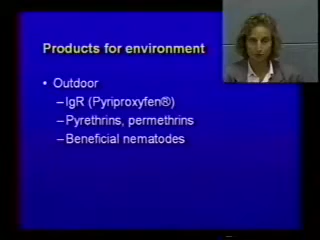 Products for environment
• Outdoor
–IgR (Pyriproxyfen®)
–Pyrethrins, permethrins
–Beneficial nematodes